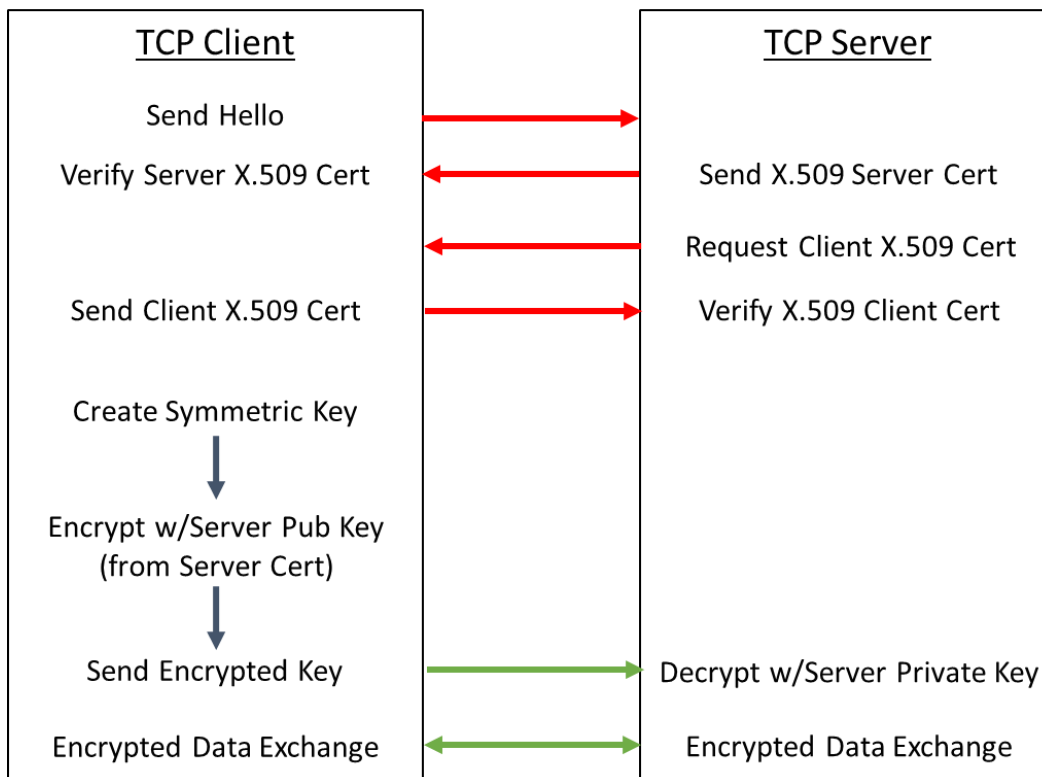 TCP Client
TCP Server
Send Hello
Verify Server X.509 Cert
Send X.509 Server Cert
Request Client X.509 Cert
Send Client X.509 Cert
Verify X.509 Client Cert
Create Symmetric Key
Encrypt w/Server Pub Key
(from Server Cert)
Send Encrypted Key
Decrypt w/Server Private Key
Encrypted Data Exchange
Encrypted Data Exchange